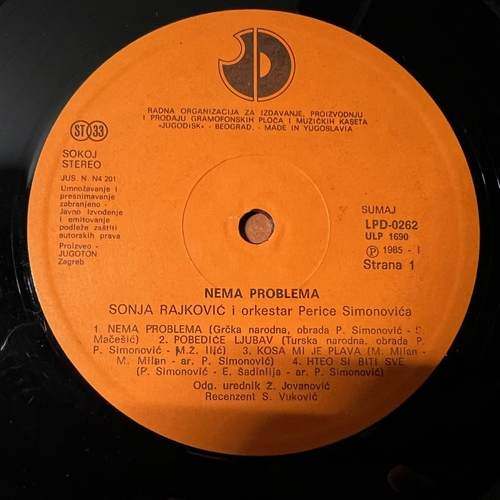 RADNA ORGANIZACIJA ZA IZDAVANJE, PROIZVODNJU
I PRODAJU GRAMOFONSKIH PLOČA I MUZIČKIH KASETA
«JUGODISK» - BEOGRAD, - MADE IN YUGOSLAVIA
ST 33
SOKOJ
STEREO
JUS. N. N4 201
Umnožavanje i
presnimavanje
zabranjeno -
Javno izvođenje
i emitovanje
podleže zaštiti
autorskih prava
Proizveo -
JUGOTON
Zagreb
SUMAJ
LPD-0262
ULP 1690
Ⓟ 1985 - I
Strana 1
NEMA PROBLEMA
SONJA RAJKOVIĆ i orkestar Perice Simonovića
1. NEMA PROBLEMA (Grčka narodna, obrada P. Simonović - S.
Mačešić) 2. POBEDIĆE LJUBAV (Turska narodna, obrada P.
P. Simonović - M.Z. Ilić) 3. KOSA MI JE PLAVA (M. Milan -
M. Milan - ar. P. Simonović) 4. HTEO SI BITI SVE
(P. Simonović - E. Sadinlija - ar. P. Simonović)
Odg. urednik Z. Jovanović
Recenzent S. Vuković